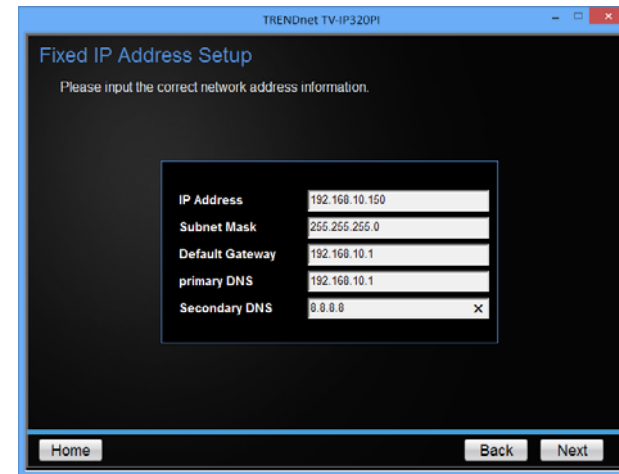 TRENDnet TV-IP320PI
Fixed IP Address Setup
Please input the correct network address information.
IP Address 192.168.10.150
Subnet Mask 255.255.255.0
Default Gateway 192.168.10.1
primary DNS 192.168.10.1
Secondary DNS 8.8.8.8
Home Back Next